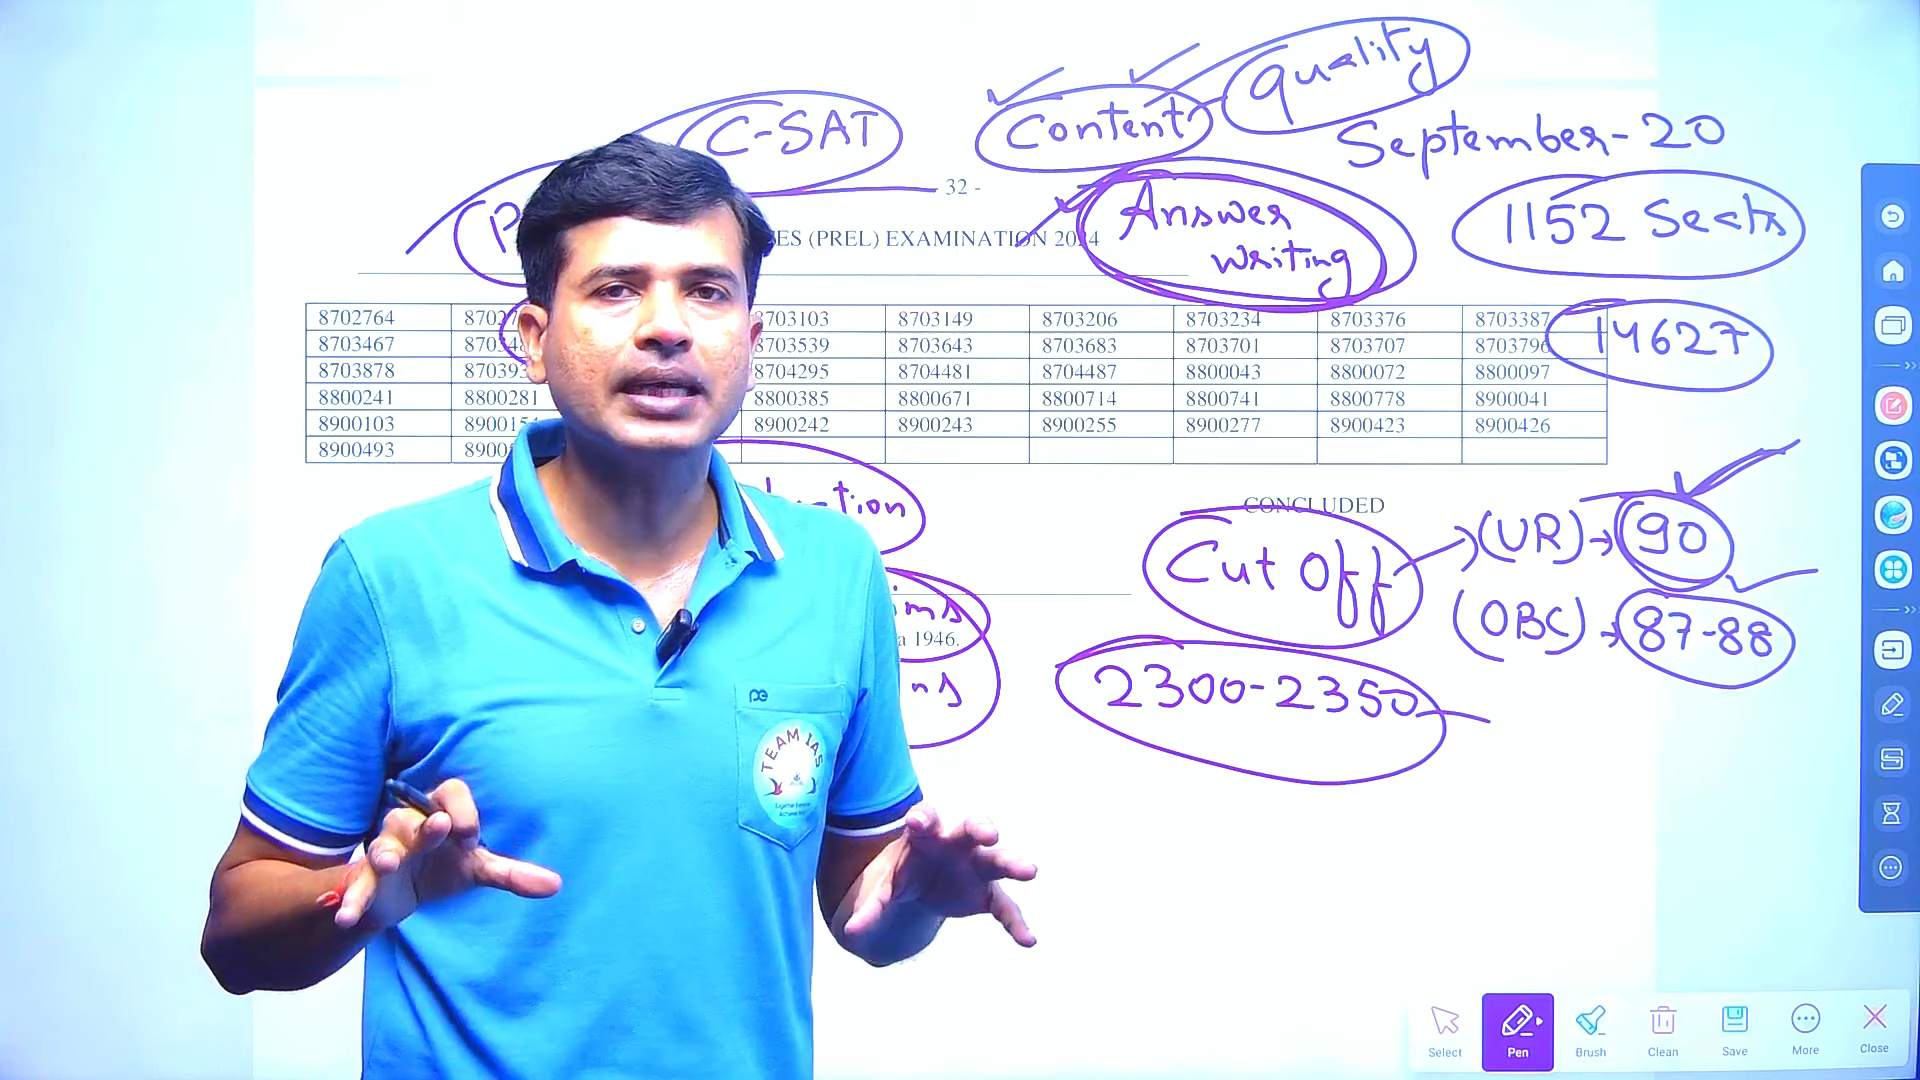 quality
C-SAT
Content
September-20
- 32 -
(PREL) EXAMINATION 2024
Answer
writing
1152 Seats
8702764 8703103 8703149 8703206 8703234 8703376 8703387
14627
8703467 8703539 8703643 8703683 8703701 8703707 8703796
8703878 8704295 8704481 8704487 8800043 8800072 8800097
8800241 8800281 8800385 8800671 8800714 8800741 8800778 8900041
8900103 8900242 8900243 8900255 8900277 8900423 8900426
8900493
CONCLUDED
Cut Off → (UR) → 90
(OBC) → 87-88
1946.
2300-2350
pe
TEAM IAS
Select Pen Brush Clean Save More Close